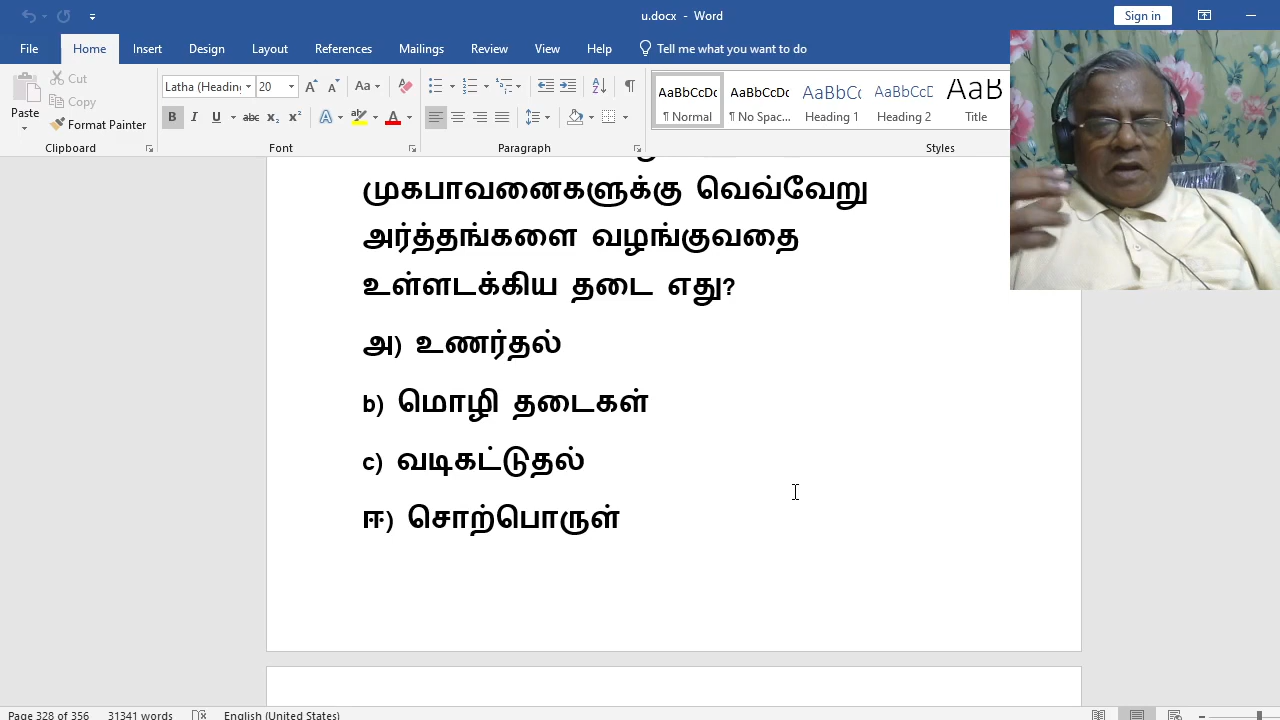 u.docx - Word
Sign in
File Home Insert Design Layout References Mailings Review View Help Tell me what you want to do
Paste
Cut
Copy
Format Painter
Clipboard
Latha (Heading 20
Font
Paragraph
AaBbCcDc AaBbCcDc AaBbCc AaBbCcD AaB
¶ Normal ¶ No Spac... Heading 1 Heading 2 Title
Styles
முகபாவனைகளுக்கு வெவ்வேறு
அர்த்தங்களை வழங்குவதை
உள்ளடக்கிய தடை எது?
அ) உணர்தல்
b) மொழி தடைகள்
c) வடிகட்டுதல்
ஈ) சொற்பொருள்
Page 328 of 356 31341 words English (United States)